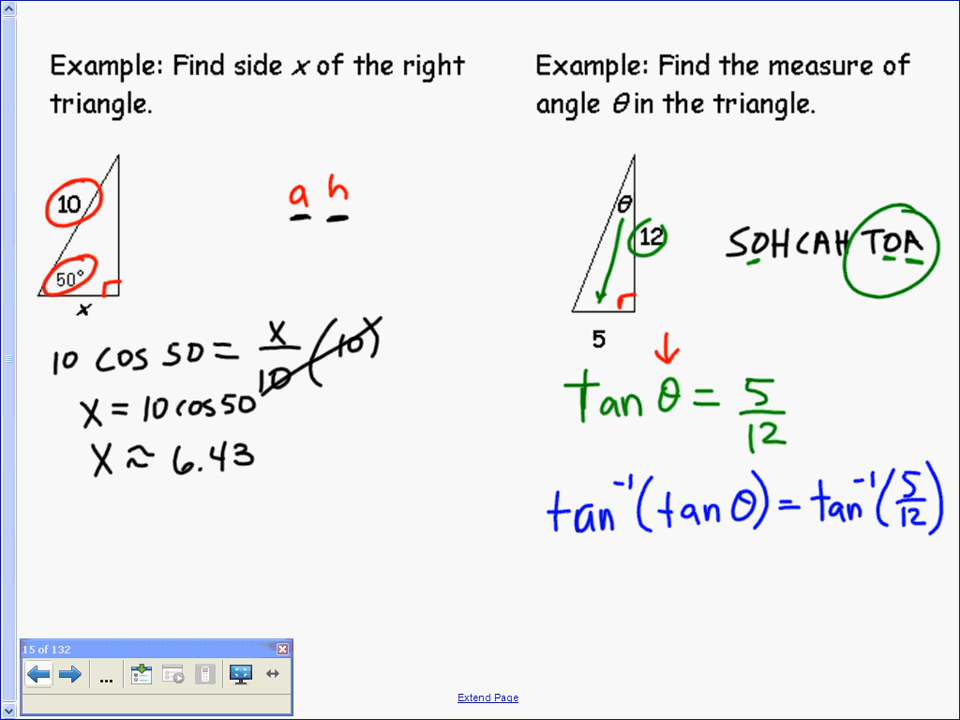 Example: Find side x of the right
triangle.
10
50°
x
a h
10 cos 50 = x/10 (10)
x = 10 cos 50
x ≈ 6.43
Example: Find the measure of
angle θ in the triangle.
θ
12
5
SOHCAH TOA
tan θ = 5/12
tan⁻¹(tan θ) = tan⁻¹(5/12)
15 of 132
...
Extend Page